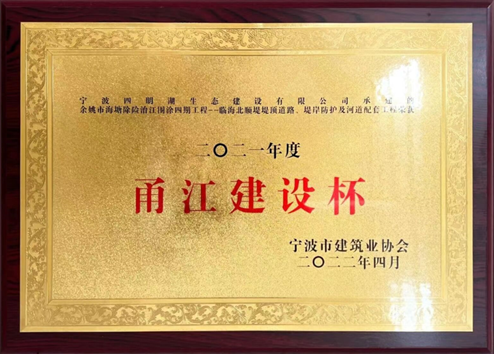 宁波四明湖生态建设有限公司承建的
余姚市海塘除险治江围涂四期工程--临海北顺堤堤顶道路、堤岸防护及河道配套工程荣获
二〇二一年度
甬江建设杯
宁波市建筑业协会
二〇二二年四月